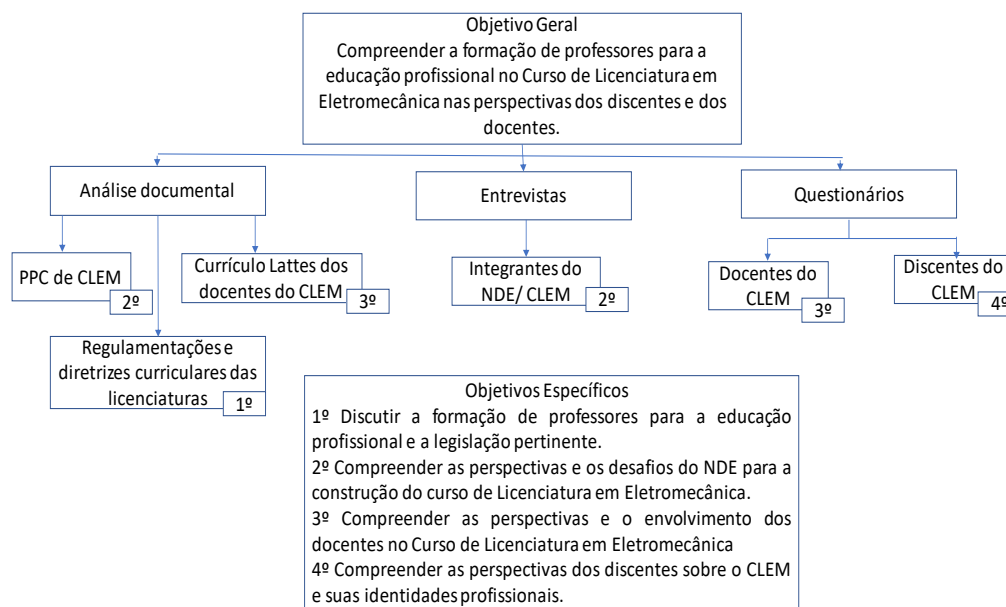 Objetivo Geral
Compreender a formação de professores para a
educação profissional no Curso de Licenciatura em
Eletromecânica nas perspectivas dos discentes e dos
docentes.
Análise documental
Entrevistas
Questionários
PPC de CLEM
2º
Currículo Lattes dos
docentes do CLEM
3º
Integrantes do
NDE/ CLEM
2º
Docentes do
CLEM
3º
Discentes do
CLEM
4º
Regulamentações e
diretrizes curriculares das
licenciaturas
1º
Objetivos Específicos
1º Discutir a formação de professores para a educação
profissional e a legislação pertinente.
2º Compreender as perspectivas e os desafios do NDE para a
construção do curso de Licenciatura em Eletromecânica.
3º Compreender as perspectivas e o envolvimento dos
docentes no Curso de Licenciatura em Eletromecânica
4º Compreender as perspectivas dos discentes sobre o CLEM
e suas identidades profissionais.